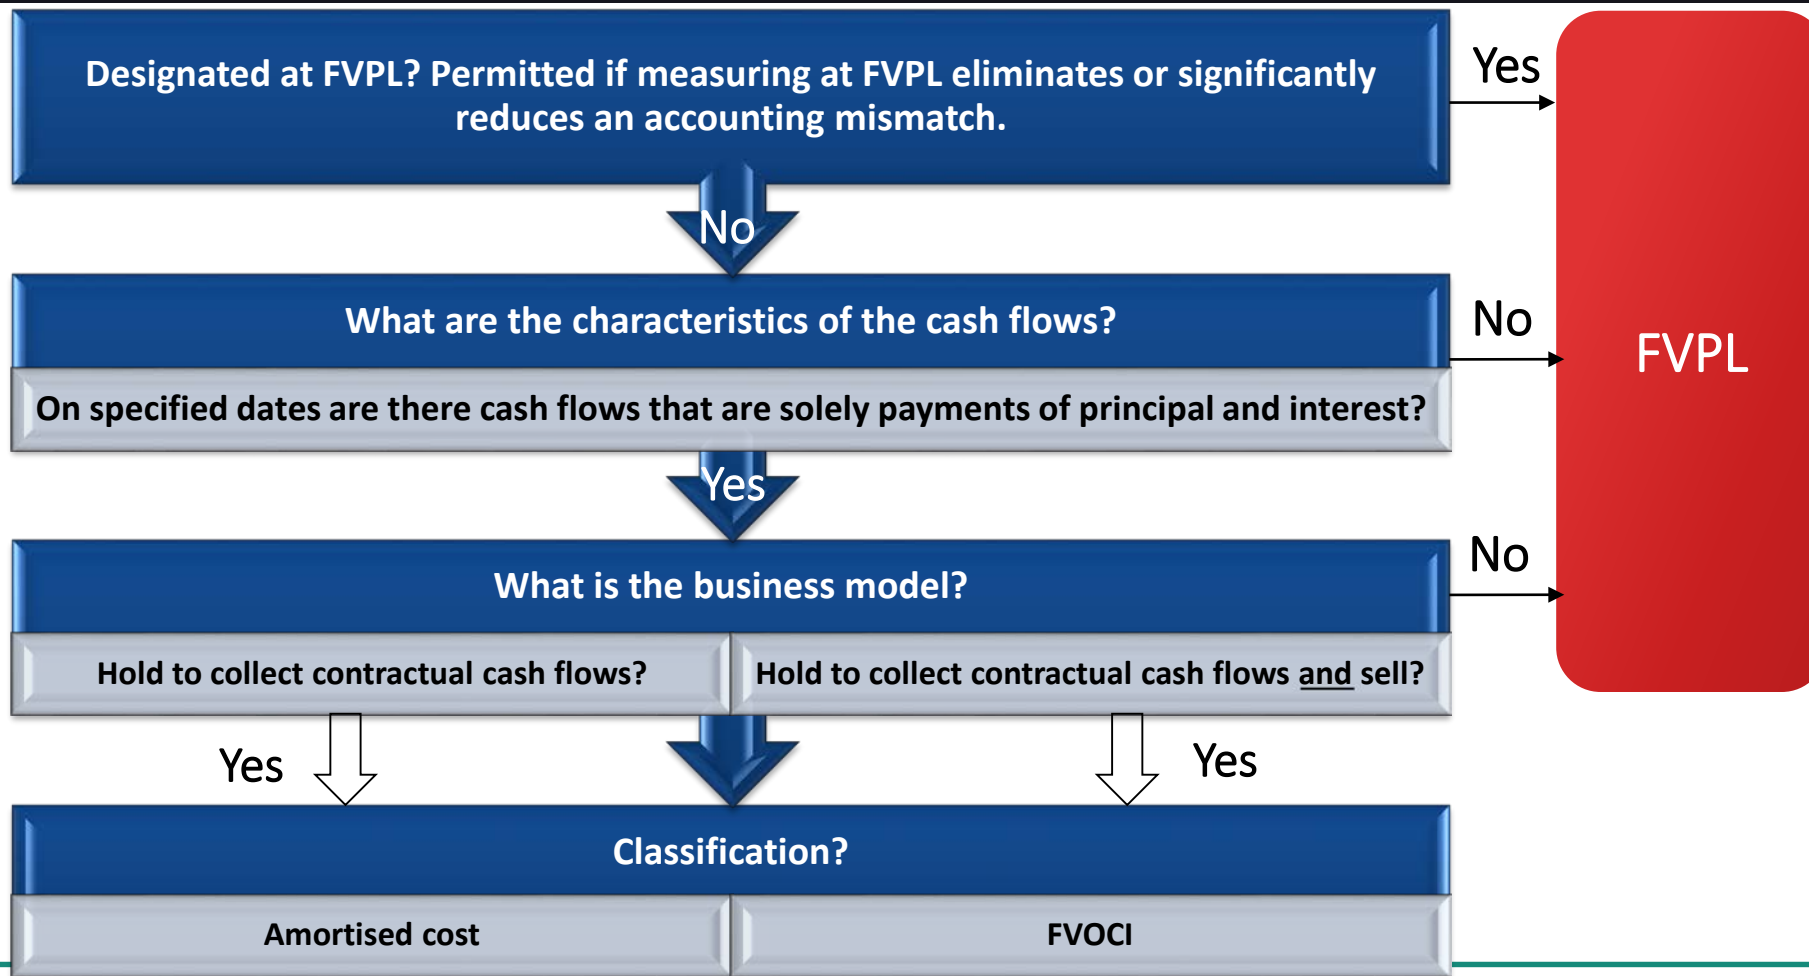 Designated at FVPL? Permitted if measuring at FVPL eliminates or significantly
reduces an accounting mismatch.
Yes
No
What are the characteristics of the cash flows?
No
On specified dates are there cash flows that are solely payments of principal and interest?
FVPL
Yes
What is the business model?
No
Hold to collect contractual cash flows?
Hold to collect contractual cash flows and sell?
Yes
Yes
Classification?
Amortised cost
FVOCI